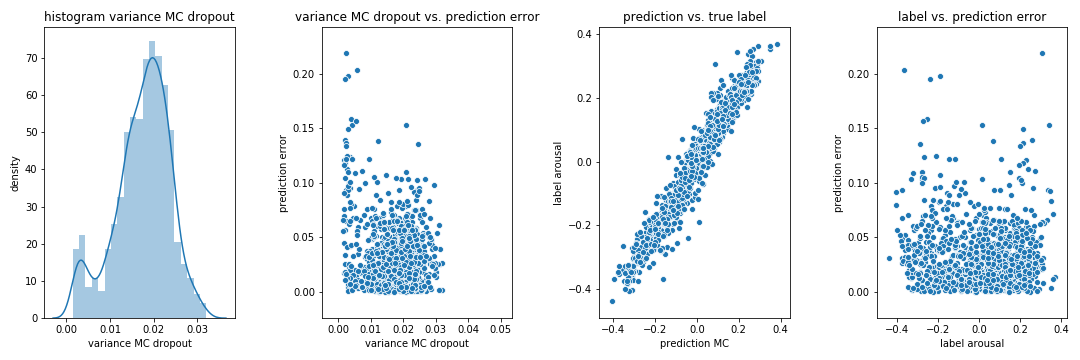 histogram variance MC dropout
density
70
60
50
40
30
20
10
0
0.00 0.01 0.02 0.03
variance MC dropout
variance MC dropout vs. prediction error
prediction error
0.20
0.15
0.10
0.05
0.00
0.00 0.01 0.02 0.03 0.04 0.05
variance MC dropout
prediction vs. true label
label arousal
0.4
0.2
0.0
−0.2
−0.4
−0.4 −0.2 0.0 0.2 0.4
prediction MC
label vs. prediction error
prediction error
0.20
0.15
0.10
0.05
0.00
−0.4 −0.2 0.0 0.2 0.4
label arousal